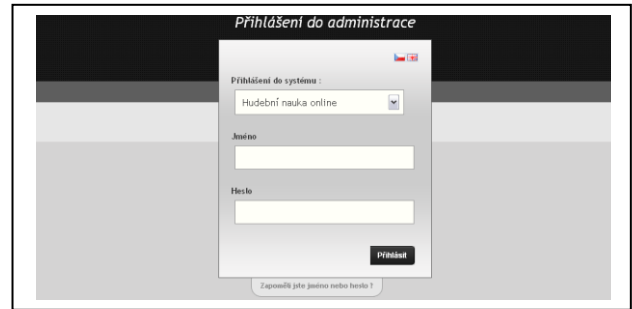 Přihlášení do administrace
Přihlášení do systému :
Hudební nauka online
Jméno
Heslo
Přihlásit
Zapomněli jste jméno nebo heslo ?